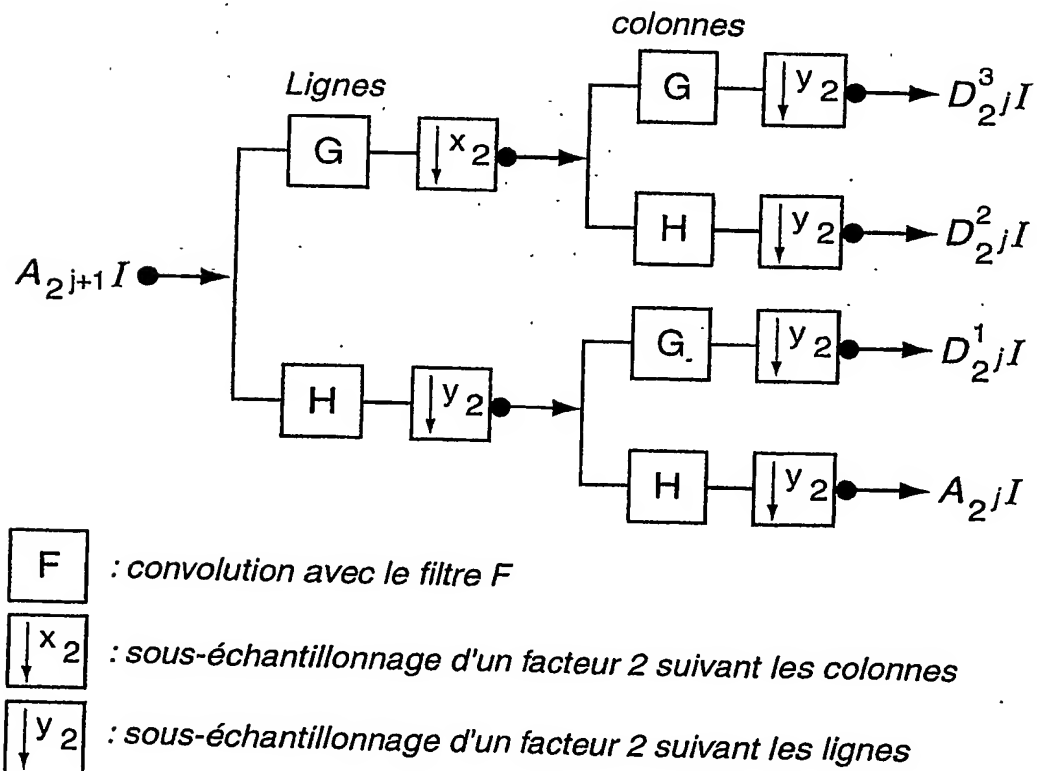 colonnes
Lignes
G ↓y2 D³₂jI
G ↓x2
H ↓y2 D²₂jI
A₂j+1I
G. ↓y2 D¹₂jI
H ↓y2
H ↓y2 A₂jI
F : convolution avec le filtre F
↓x2 : sous-échantillonnage d'un facteur 2 suivant les colonnes
↓y2 : sous-échantillonnage d'un facteur 2 suivant les lignes